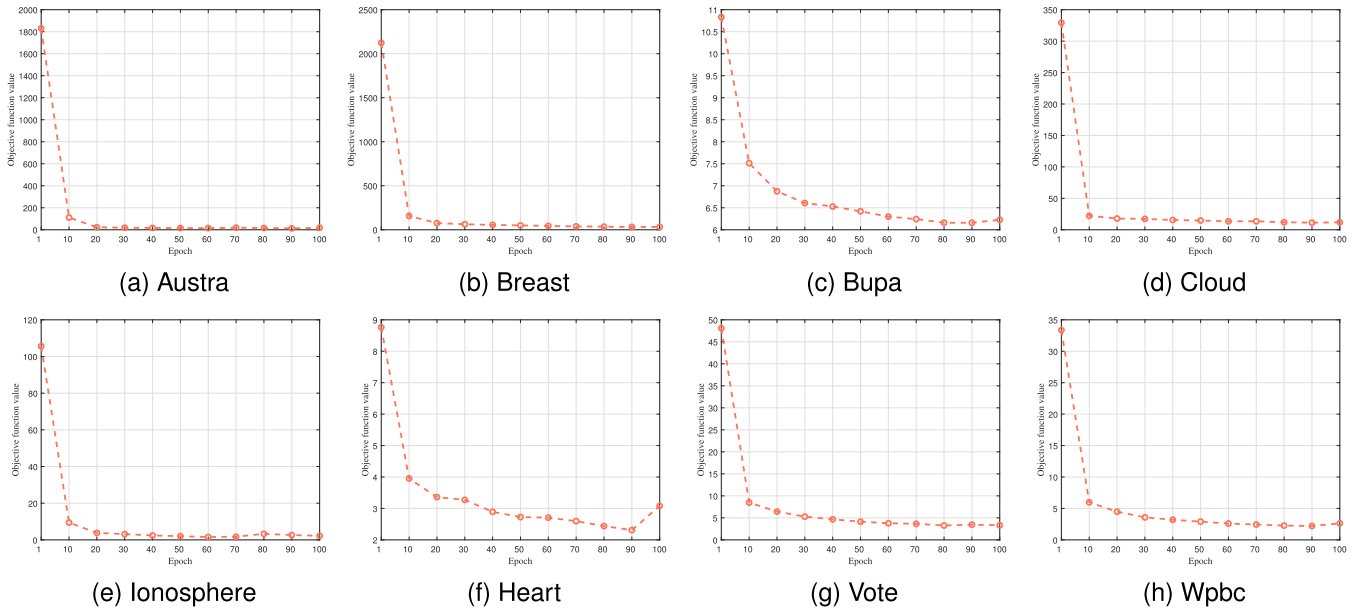 2000
1800
1600
1400
1200
1000
800
600
400
200
0
Objective function value
1 10 20 30 40 50 60 70 80 90 100
Epoch
(a) Austra
2500
2000
1500
1000
500
0
Objective function value
1 10 20 30 40 50 60 70 80 90 100
Epoch
(b) Breast
11
10.5
10
9.5
9
8.5
8
7.5
7
6.5
6
Objective function value
1 10 20 30 40 50 60 70 80 90 100
Epoch
(c) Bupa
350
300
250
200
150
100
50
0
Objective function value
1 10 20 30 40 50 60 70 80 90 100
Epoch
(d) Cloud
120
100
80
60
40
20
0
Objective function value
1 10 20 30 40 50 60 70 80 90 100
Epoch
(e) Ionosphere
9
8
7
6
5
4
3
2
Objective function value
1 10 20 30 40 50 60 70 80 90 100
Epoch
(f) Heart
50
45
40
35
30
25
20
15
10
5
0
Objective function value
1 10 20 30 40 50 60 70 80 90 100
Epoch
(g) Vote
35
30
25
20
15
10
5
0
Objective function value
1 10 20 30 40 50 60 70 80 90 100
Epoch
(h) Wpbc